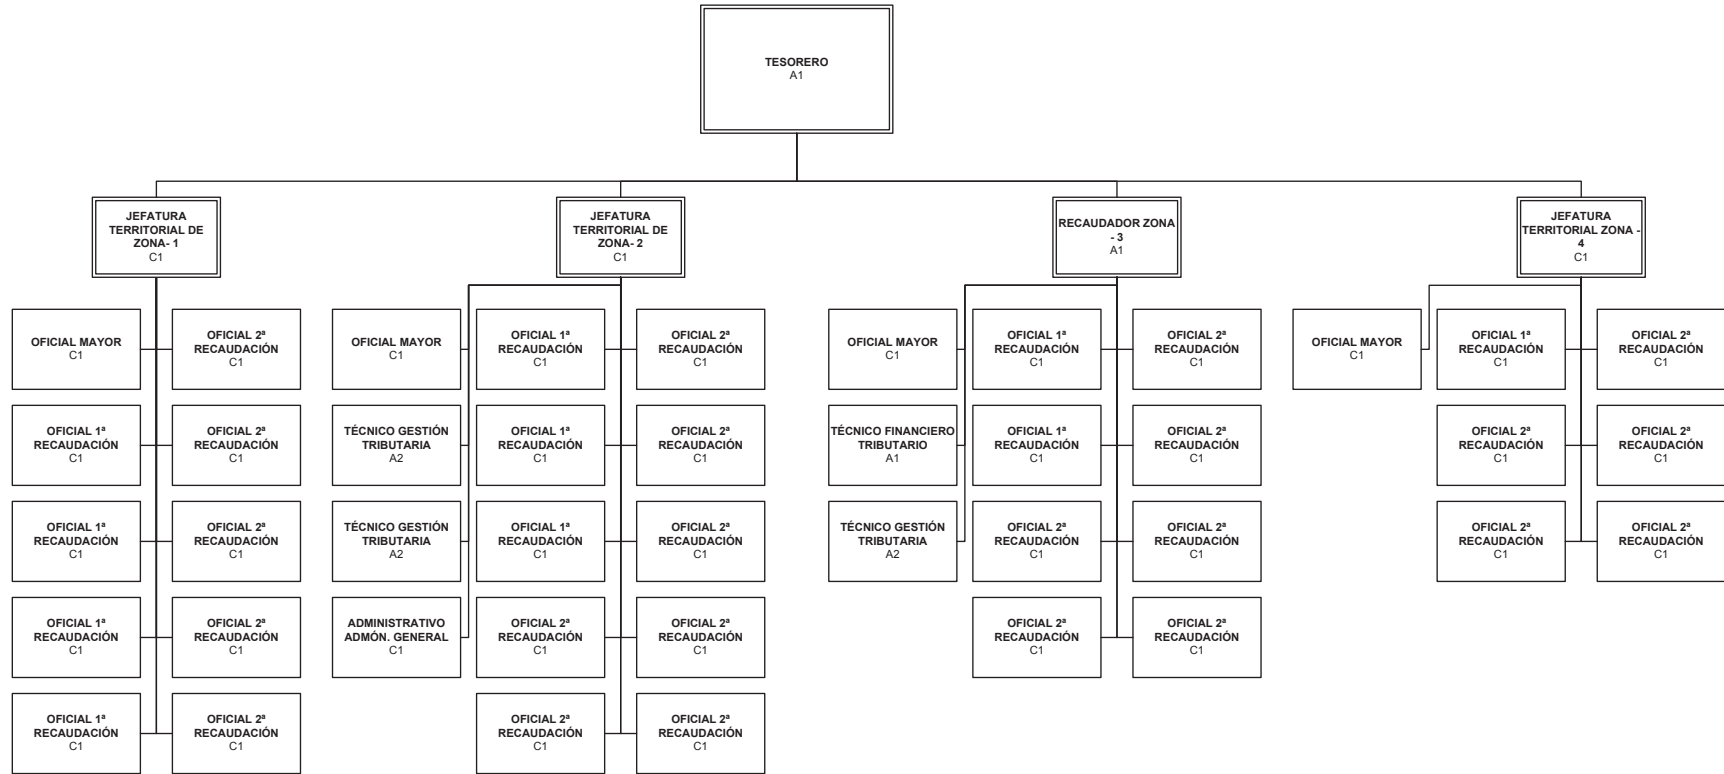 TESORERO
A1
JEFATURA
TERRITORIAL DE
ZONA- 1
C1
JEFATURA
TERRITORIAL DE
ZONA- 2
C1
RECAUDADOR ZONA
- 3
A1
JEFATURA
TERRITORIAL ZONA -
4
C1
OFICIAL MAYOR
C1
OFICIAL 2ª
RECAUDACIÓN
C1
OFICIAL MAYOR
C1
OFICIAL 1ª
RECAUDACIÓN
C1
OFICIAL 2ª
RECAUDACIÓN
C1
OFICIAL MAYOR
C1
OFICIAL 1ª
RECAUDACIÓN
C1
OFICIAL 2ª
RECAUDACIÓN
C1
OFICIAL MAYOR
C1
OFICIAL 1ª
RECAUDACIÓN
C1
OFICIAL 2ª
RECAUDACIÓN
C1
OFICIAL 1ª
RECAUDACIÓN
C1
OFICIAL 2ª
RECAUDACIÓN
C1
TÉCNICO GESTIÓN
TRIBUTARIA
A2
OFICIAL 1ª
RECAUDACIÓN
C1
OFICIAL 2ª
RECAUDACIÓN
C1
TÉCNICO FINANCIERO
TRIBUTARIO
A1
OFICIAL 1ª
RECAUDACIÓN
C1
OFICIAL 2ª
RECAUDACIÓN
C1
OFICIAL 2ª
RECAUDACIÓN
C1
OFICIAL 2ª
RECAUDACIÓN
C1
OFICIAL 1ª
RECAUDACIÓN
C1
OFICIAL 2ª
RECAUDACIÓN
C1
TÉCNICO GESTIÓN
TRIBUTARIA
A2
OFICIAL 1ª
RECAUDACIÓN
C1
OFICIAL 2ª
RECAUDACIÓN
C1
TÉCNICO GESTIÓN
TRIBUTARIA
A2
OFICIAL 2ª
RECAUDACIÓN
C1
OFICIAL 2ª
RECAUDACIÓN
C1
OFICIAL 2ª
RECAUDACIÓN
C1
OFICIAL 2ª
RECAUDACIÓN
C1
OFICIAL 1ª
RECAUDACIÓN
C1
OFICIAL 2ª
RECAUDACIÓN
C1
ADMINISTRATIVO
ADMÓN. GENERAL
C1
OFICIAL 2ª
RECAUDACIÓN
C1
OFICIAL 2ª
RECAUDACIÓN
C1
OFICIAL 2ª
RECAUDACIÓN
C1
OFICIAL 2ª
RECAUDACIÓN
C1
OFICIAL 1ª
RECAUDACIÓN
C1
OFICIAL 2ª
RECAUDACIÓN
C1
OFICIAL 2ª
RECAUDACIÓN
C1
OFICIAL 2ª
RECAUDACIÓN
C1